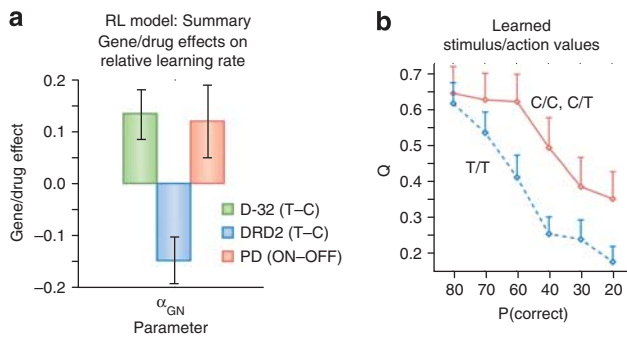 a
RL model: Summary
Gene/drug effects on
relative learning rate
0.2
0.1
0.0
–0.1
–0.2
Gene/drug effect
D-32 (T–C)
DRD2 (T–C)
PD (ON–OFF)
αGN
Parameter
b
Learned
stimulus/action values
0.7
0.6
0.5
0.4
0.3
0.2
Q
C/C, C/T
T/T
80 70 60 40 30 20
P(correct)